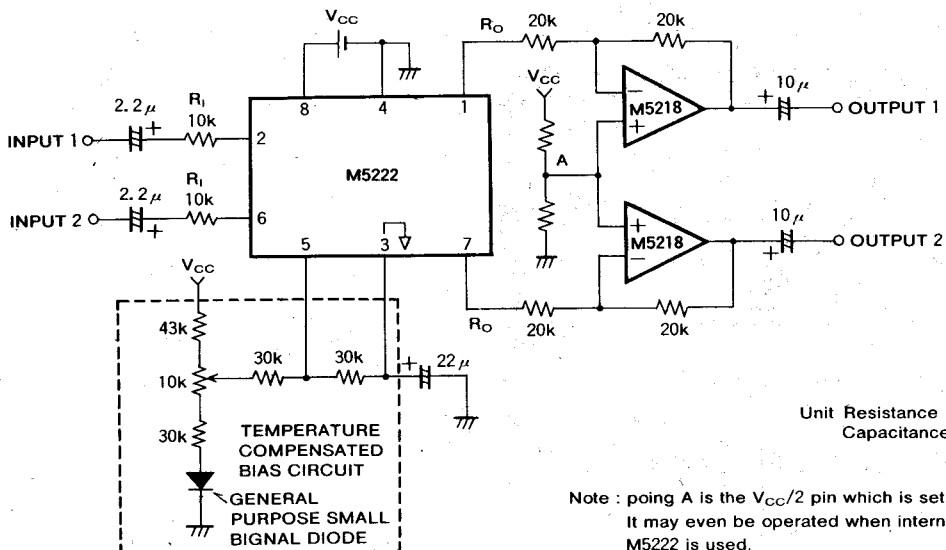 VCC
RO
20k
20k
8
4
1
VCC
10μ
2.2μ
+
RI
10k
−
+
M5218
+
OUTPUT 1
INPUT 1
2
M5222
A
2.2μ
RI
10k
10μ
INPUT 2
+
6
+
−
M5218
+
OUTPUT 2
5
3
7
VCC
RO
20k
20k
43k
30k
30k
+
22μ
10k
30k
TEMPERATURE
COMPENSATED
BIAS CIRCUIT
GENERAL
PURPOSE SMALL
BIGNAL DIODE
Unit Resistance
Capacitance
Note : poing A is the VCC/2 pin which is set
It may even be operated when intern
M5222 is used.